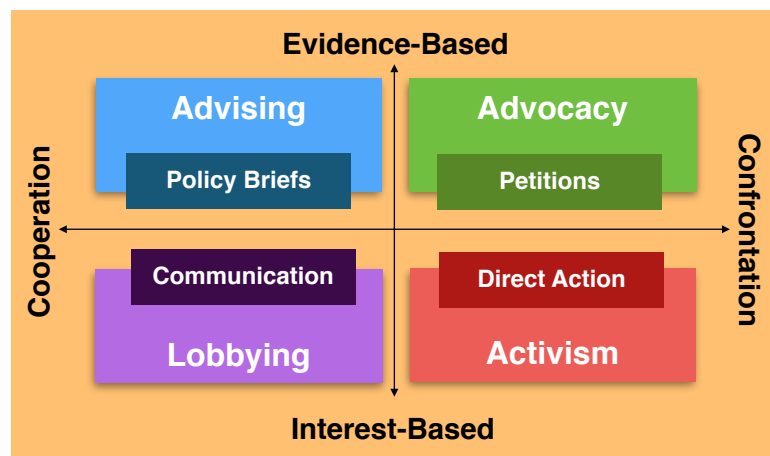 Evidence-Based
Advising
Advocacy
Policy Briefs
Petitions
Cooperation
Confrontation
Communication
Direct Action
Lobbying
Activism
Interest-Based